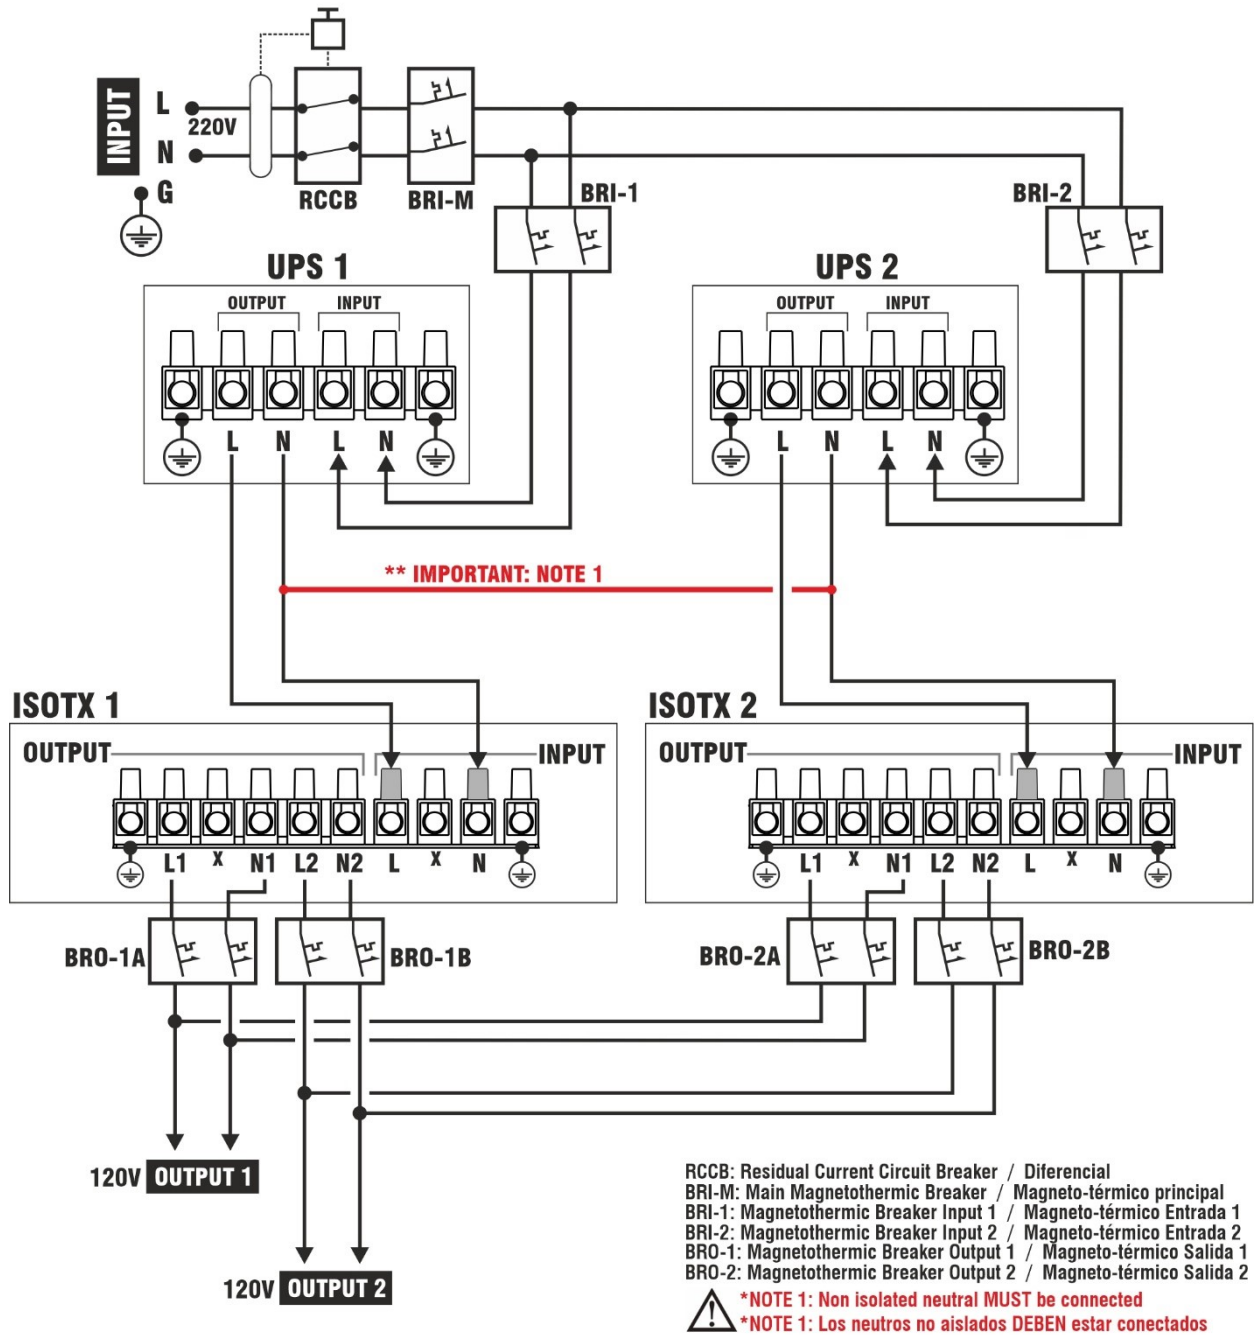 INPUT
L
220V
N
G
RCCB
BRI-M
BRI-1
BRI-2
UPS 1
OUTPUT
INPUT
L
N
L
N
UPS 2
OUTPUT
INPUT
L
N
L
N
** IMPORTANT: NOTE 1
ISOTX 1
OUTPUT
INPUT
L1
X
N1
L2
N2
L
X
N
ISOTX 2
OUTPUT
INPUT
L1
X
N1
L2
N2
L
X
N
BRO-1A
BRO-1B
BRO-2A
BRO-2B
120V OUTPUT 1
120V OUTPUT 2
RCCB: Residual Current Circuit Breaker / Diferencial
BRI-M: Main Magnetothermic Breaker / Magneto-térmico principal
BRI-1: Magnetothermic Breaker Input 1 / Magneto-térmico Entrada 1
BRI-2: Magnetothermic Breaker Input 2 / Magneto-térmico Entrada 2
BRO-1: Magnetothermic Breaker Output 1 / Magneto-térmico Salida 1
BRO-2: Magnetothermic Breaker Output 2 / Magneto-térmico Salida 2
*NOTE 1: Non isolated neutral MUST be connected
*NOTE 1: Los neutros no aislados DEBEN estar conectados